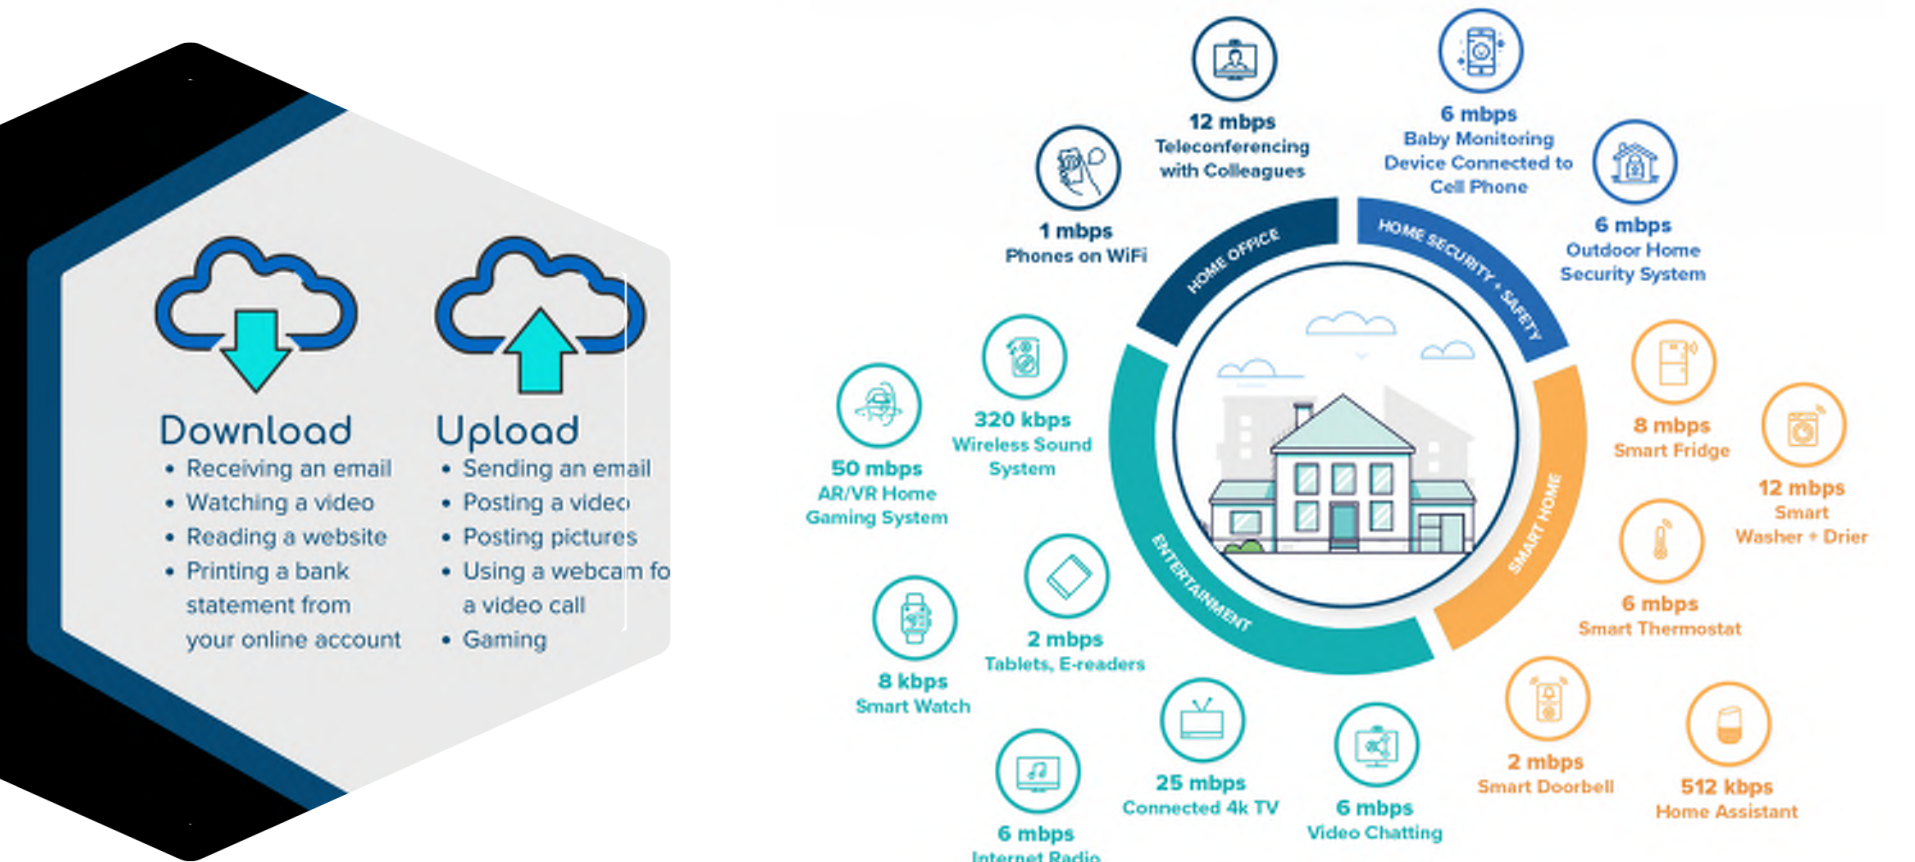 Download
• Receiving an email
• Watching a video
• Reading a website
• Printing a bank
statement from
your online account
Upload
• Sending an email
• Posting a video
• Posting pictures
• Using a webcam fo
a video call
• Gaming
12 mbps
Teleconferencing
with Colleagues
1 mbps
Phones on WiFi
HOME OFFICE
6 mbps
Baby Monitoring
Device Connected to
Cell Phone
6 mbps
Outdoor Home
Security System
HOME SECURITY + SAFETY
8 mbps
Smart Fridge
12 mbps
Smart
Washer + Drier
6 mbps
Smart Thermostat
2 mbps
Smart Doorbell
512 kbps
Home Assistant
SMART HOME
320 kbps
Wireless Sound
System
50 mbps
AR/VR Home
Gaming System
2 mbps
Tablets, E-readers
8 kbps
Smart Watch
25 mbps
Connected 4k TV
6 mbps
Video Chatting
6 mbps
Internet Radio
ENTERTAINMENT